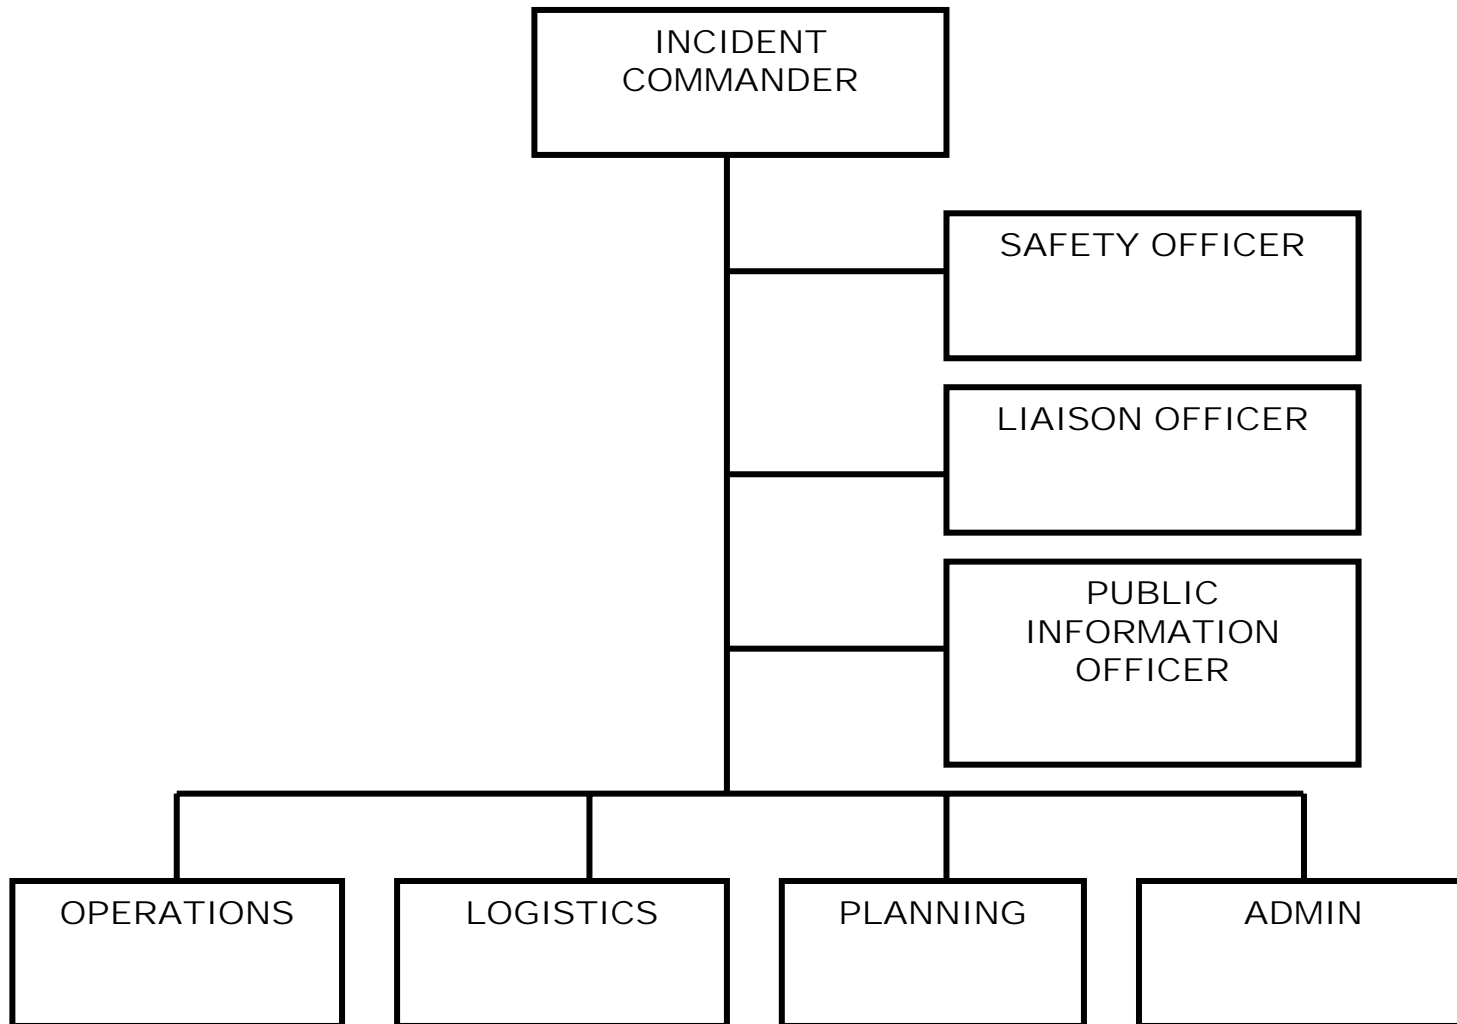 INCIDENT
COMMANDER
SAFETY OFFICER
LIAISON OFFICER
PUBLIC
INFORMATION
OFFICER
OPERATIONS
LOGISTICS
PLANNING
ADMIN